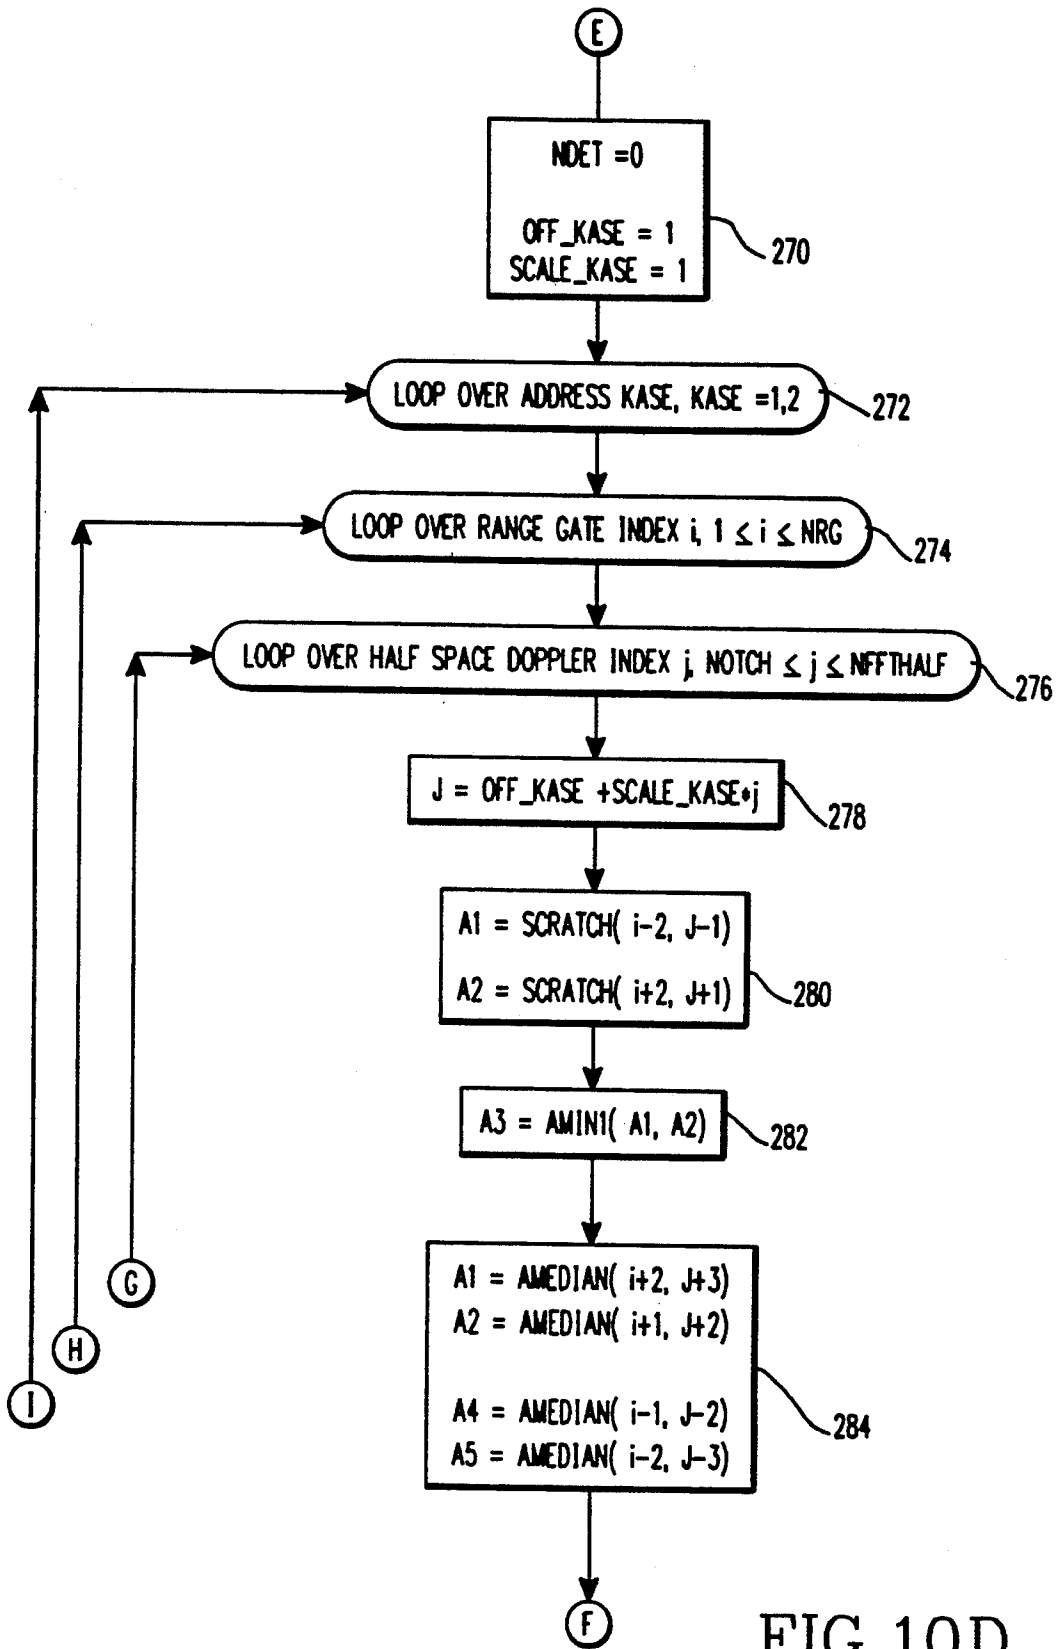 E
NDET =0
OFF_KASE = 1
SCALE_KASE = 1
270
LOOP OVER ADDRESS KASE, KASE =1,2
272
LOOP OVER RANGE GATE INDEX i, 1 ≤ i ≤ NRG
274
LOOP OVER HALF SPACE DOPPLER INDEX j, NOTCH ≤ j ≤ NFFTHALF
276
J = OFF_KASE +SCALE_KASE*j
278
A1 = SCRATCH( i-2, J-1)
A2 = SCRATCH( i+2, J+1)
280
A3 = AMIN1( A1, A2)
282
A1 = AMEDIAN( i+2, J+3)
A2 = AMEDIAN( i+1, J+2)
A4 = AMEDIAN( i-1, J-2)
A5 = AMEDIAN( i-2, J-3)
284
G
H
I
F
FIG. 10D